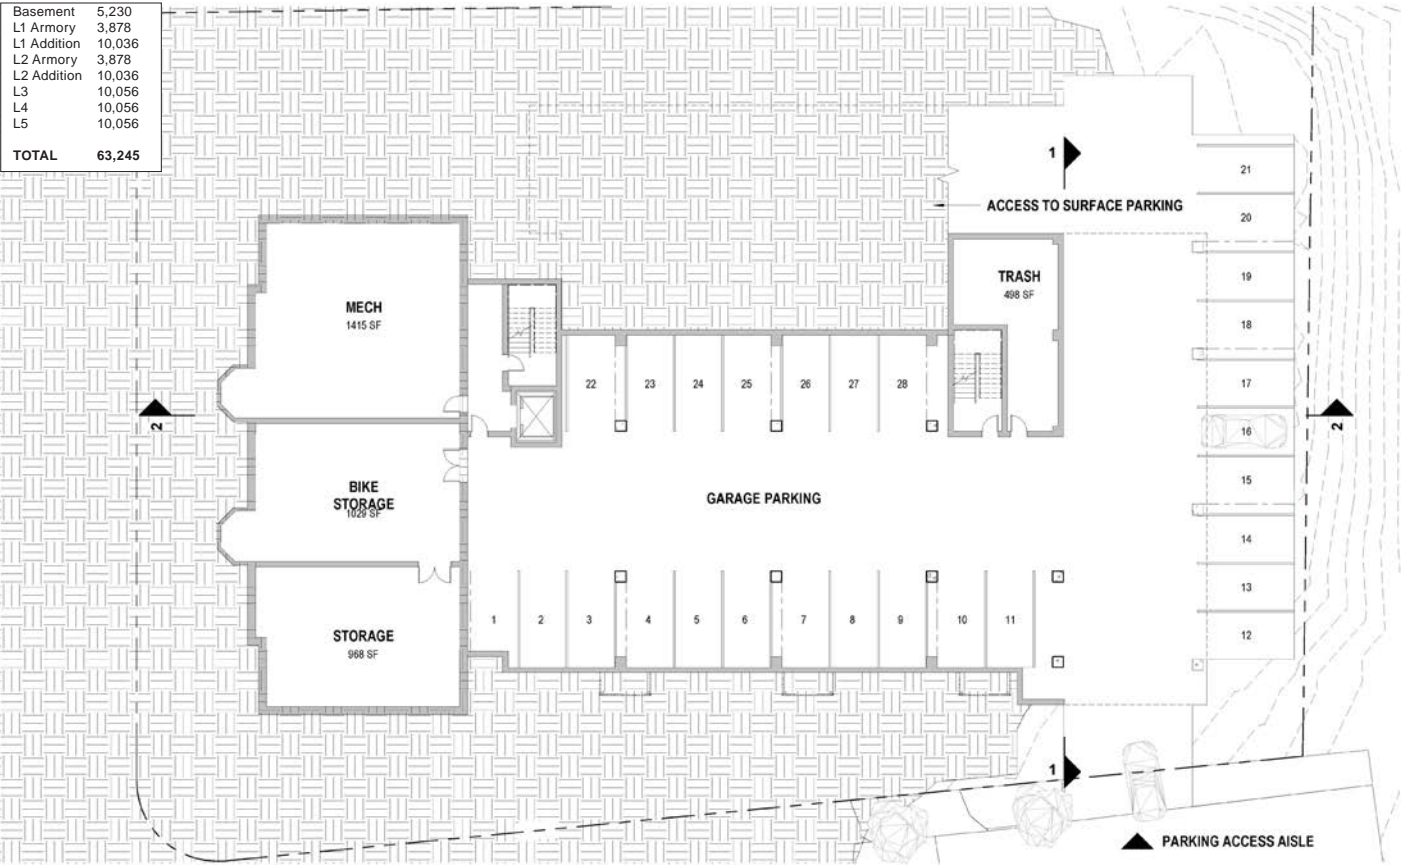 Basement 5,230
L1 Armory 3,878
L1 Addition 10,036
L2 Armory 3,878
L2 Addition 10,036
L3 10,056
L4 10,056
L5 10,056
TOTAL 63,245
1
21
ACCESS TO SURFACE PARKING
20
TRASH
498 SF
19
MECH
1415 SF
18
22
23
24
25
26
27
28
17
2
16
2
15
BIKE
STORAGE
1029 SF
GARAGE PARKING
14
13
1
2
3
4
5
6
7
8
9
10
11
12
STORAGE
968 SF
1
PARKING ACCESS AISLE